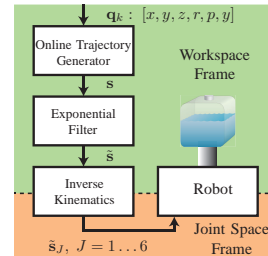 q_k : [x, y, z, r, p, y]
Online Trajectory
Generator
Workspace
Frame
s
Exponential
Filter
s̃
Inverse
Kinematics
Robot
s̃_J, J = 1 . . . 6
Joint Space
Frame